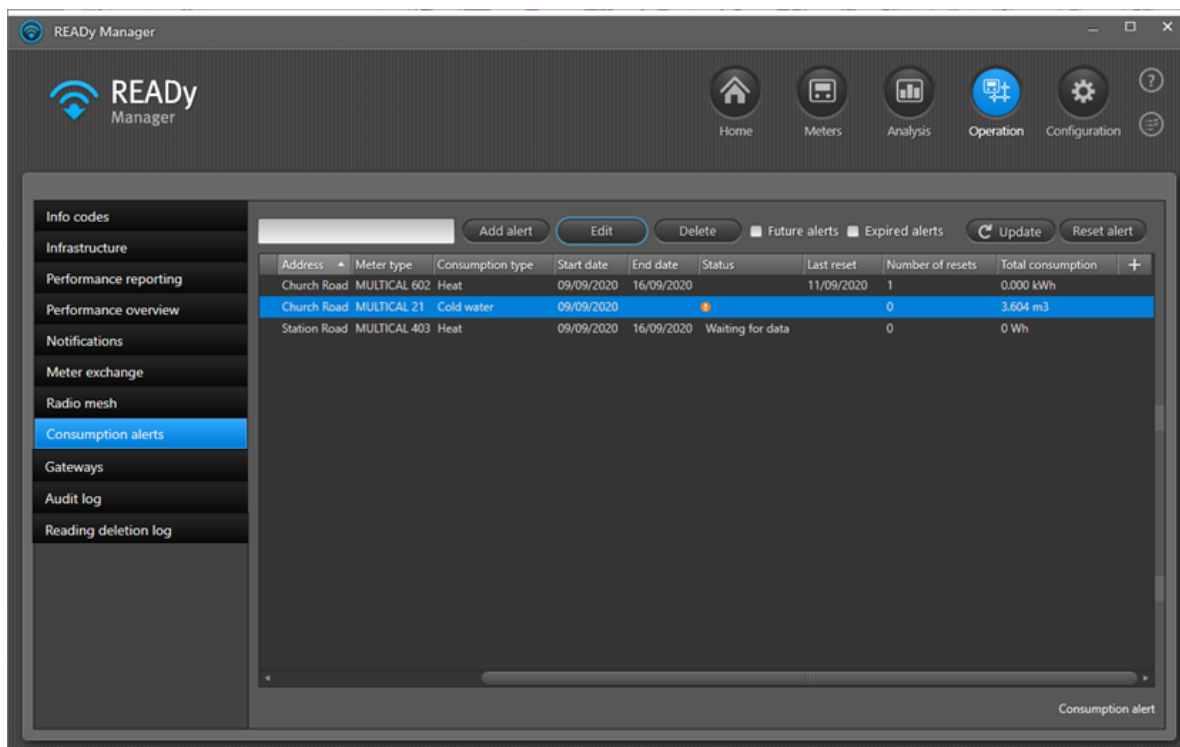 READy Manager
READy
Manager
Home Meters Analysis Operation Configuration
?
Info codes
Infrastructure
Performance reporting
Performance overview
Notifications
Meter exchange
Radio mesh
Consumption alerts
Gateways
Audit log
Reading deletion log
Add alert Edit Delete Future alerts Expired alerts Update Reset alert
Address Meter type Consumption type Start date End date Status Last reset Number of resets Total consumption +
Church Road MULTICAL 602 Heat 09/09/2020 16/09/2020 11/09/2020 1 0.000 kWh
Church Road MULTICAL 21 Cold water 09/09/2020 0 3.604 m3
Station Road MULTICAL 403 Heat 09/09/2020 16/09/2020 Waiting for data 0 0 Wh
Consumption alert